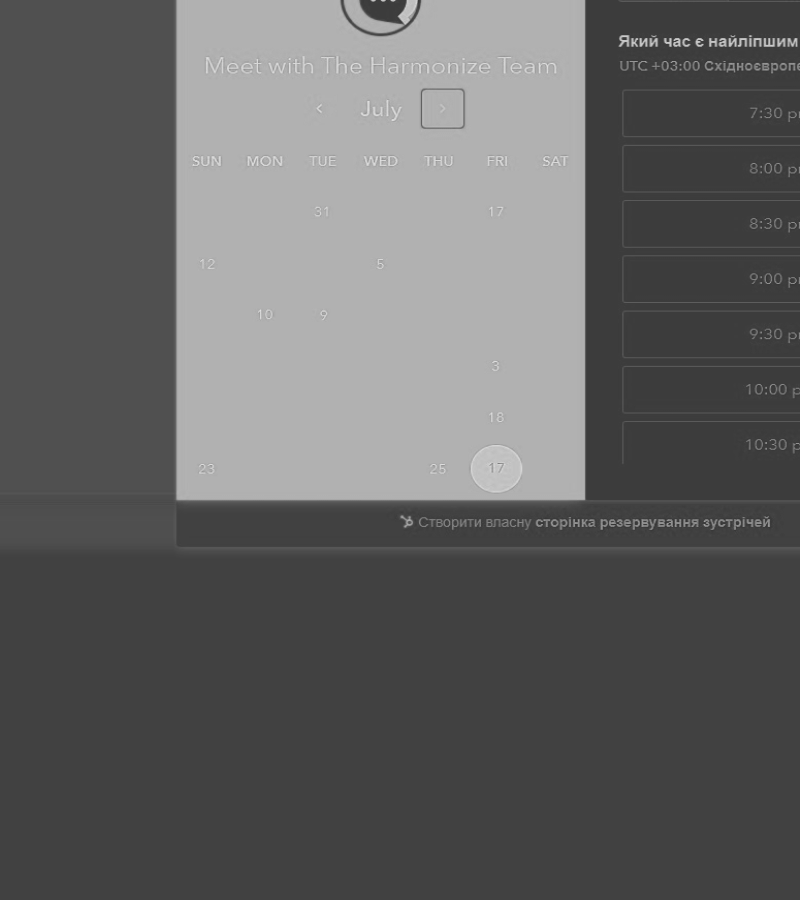 Meet with The Harmonize Team
July
SUN MON TUE WED THU FRI SAT
31 17
12 5
10 9
3
18
23 25 17
Який час є найліпшим
UTC +03:00
7:30
8:00
8:30
9:00
9:30
10:00
10:30
Створити власну сторінка резервування зустрічей